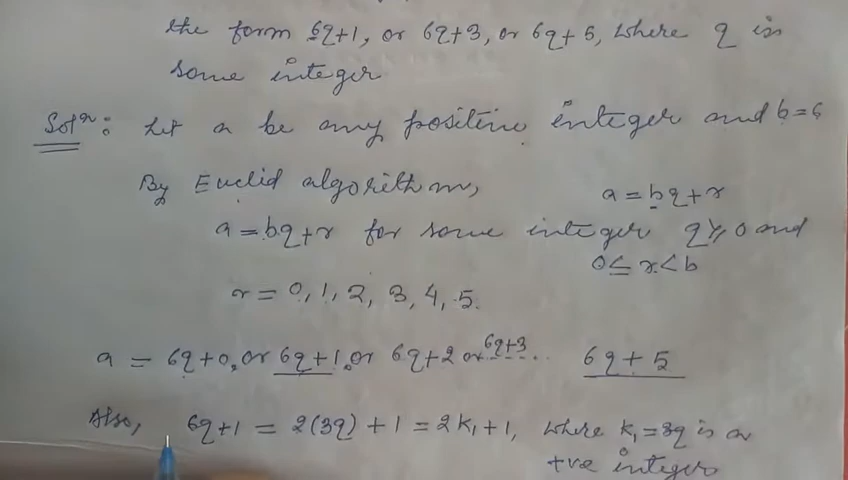 the form 6q+1, or 6q+3, or 6q+5, where q is
some integer
Solⁿ: Let a be any positive integer and b=6
By Euclid algorithm,
a=bq+r
a=bq+r for some integer q≥0 and
0≤r<b
r=0,1,2,3,4,5.
a = 6q+0, or 6q+1, or 6q+2 or 6q+3... 6q+5
Also, 6q+1 = 2(3q)+1 = 2k₁+1, where k₁=3q is a
+ve integer